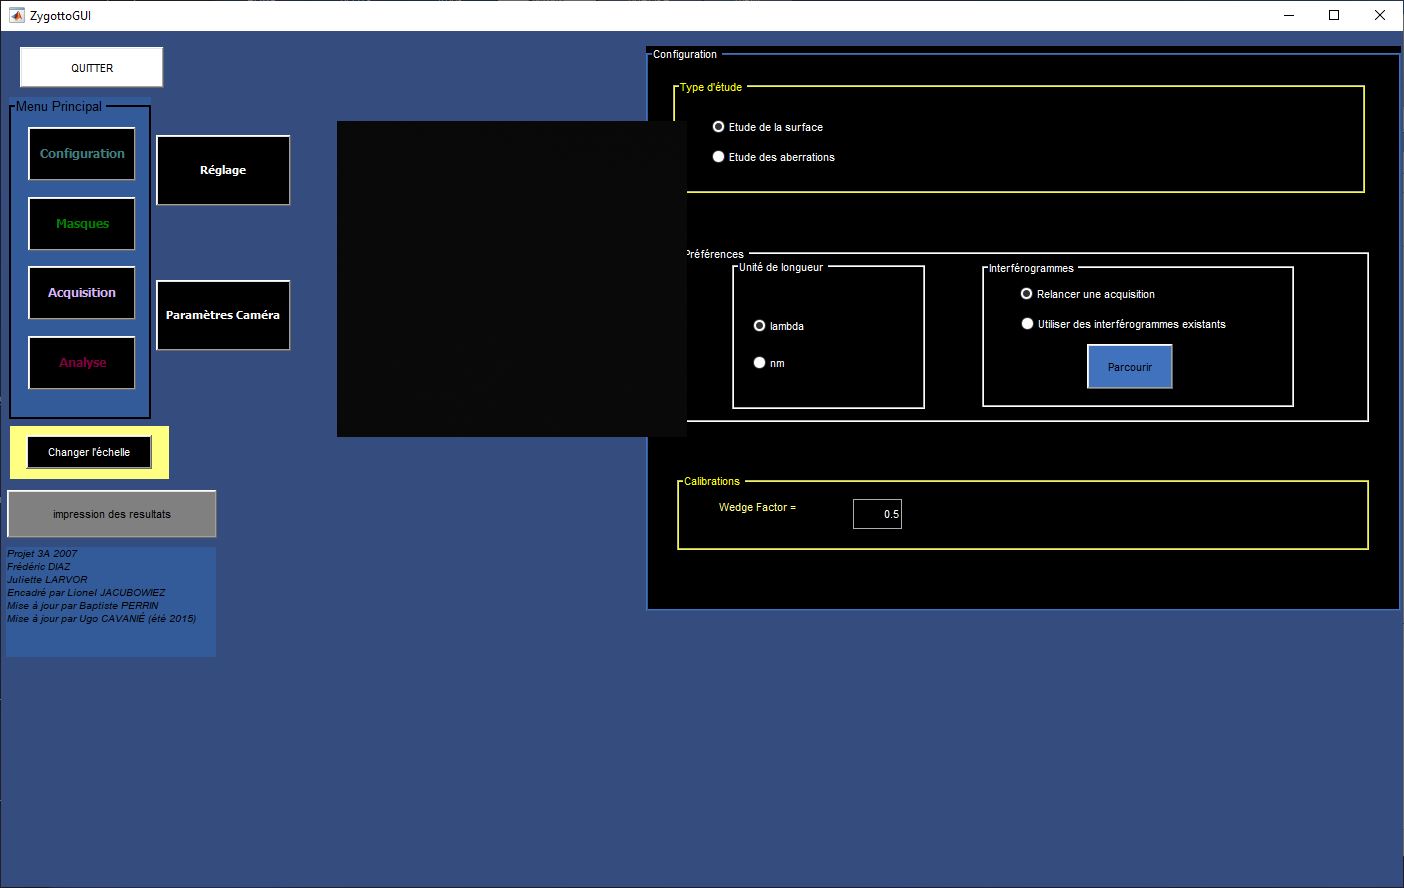 ZygottoGUI
QUITTER
Menu Principal
Configuration
Masques
Acquisition
Analyse
Réglage
Paramètres Caméra
Changer l'échelle
impression des resultats
Projet 3A 2007
Frédéric DIAZ
Juliette LARVOR
Encadré par Lionel JACUBOWIEZ
Mise à jour par Baptiste PERRIN
Mise à jour par Ugo CAVANIÉ (été 2015)
Configuration
Type d'étude
Etude de la surface
Etude des aberrations
Préférences
Unité de longueur
lambda
nm
Interférogrammes
Relancer une acquisition
Utiliser des interférogrammes existants
Parcourir
Calibrations
Wedge Factor = 0.5